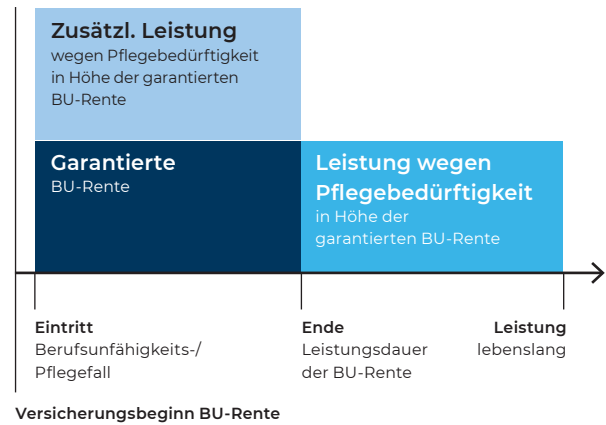 Zusätzl. Leistung
wegen Pflegebedürftigkeit
in Höhe der garantierten
BU-Rente
Garantierte
BU-Rente
Leistung wegen
Pflegebedürftigkeit
in Höhe der
garantierten BU-Rente
Eintritt
Berufsunfähigkeits-/
Pflegefall
Ende
Leistungsdauer
der BU-Rente
Leistung
lebenslang
Versicherungsbeginn BU-Rente